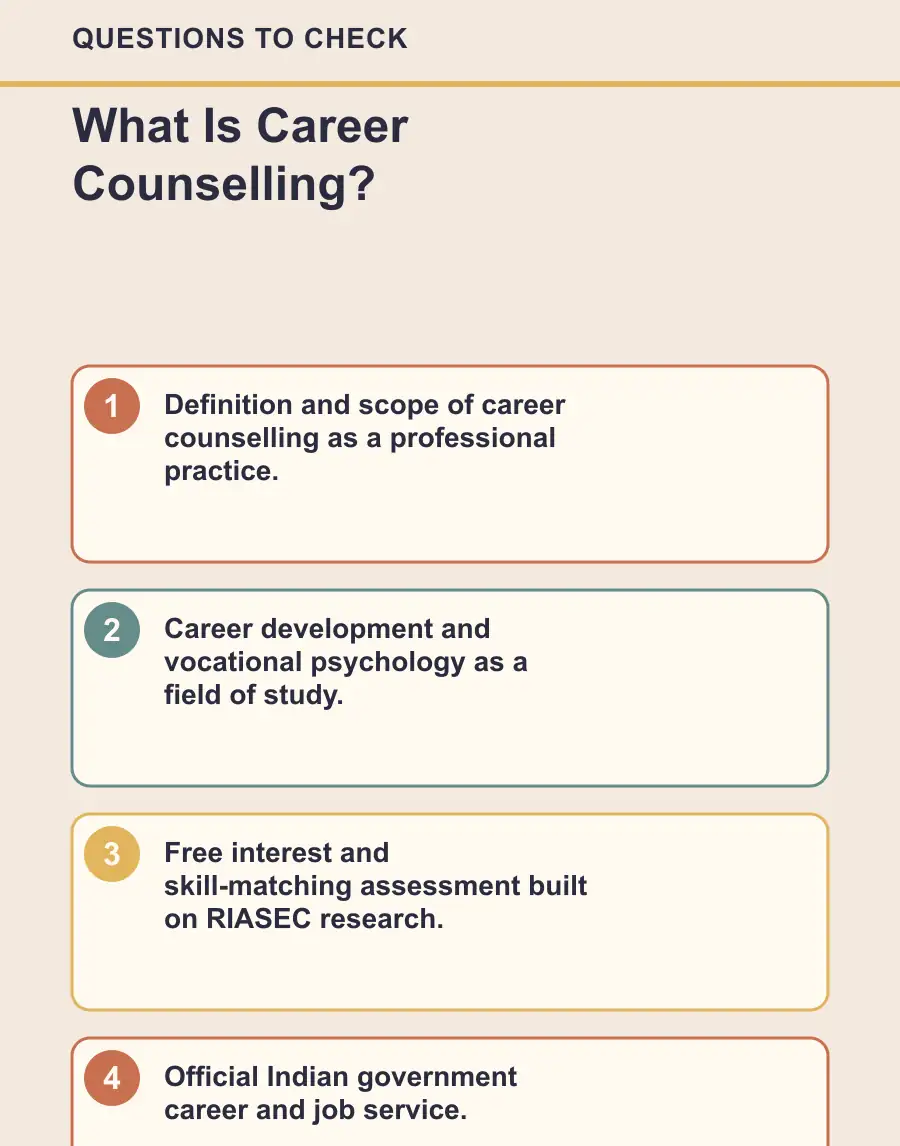 QUESTIONS TO CHECK
What Is Career
Counselling?
1
Definition and scope of career
counselling as a professional
practice.
2
Career development and
vocational psychology as a
field of study.
3
Free interest and
skill-matching assessment built
on RIASEC research.
4
Official Indian government
career and job service.